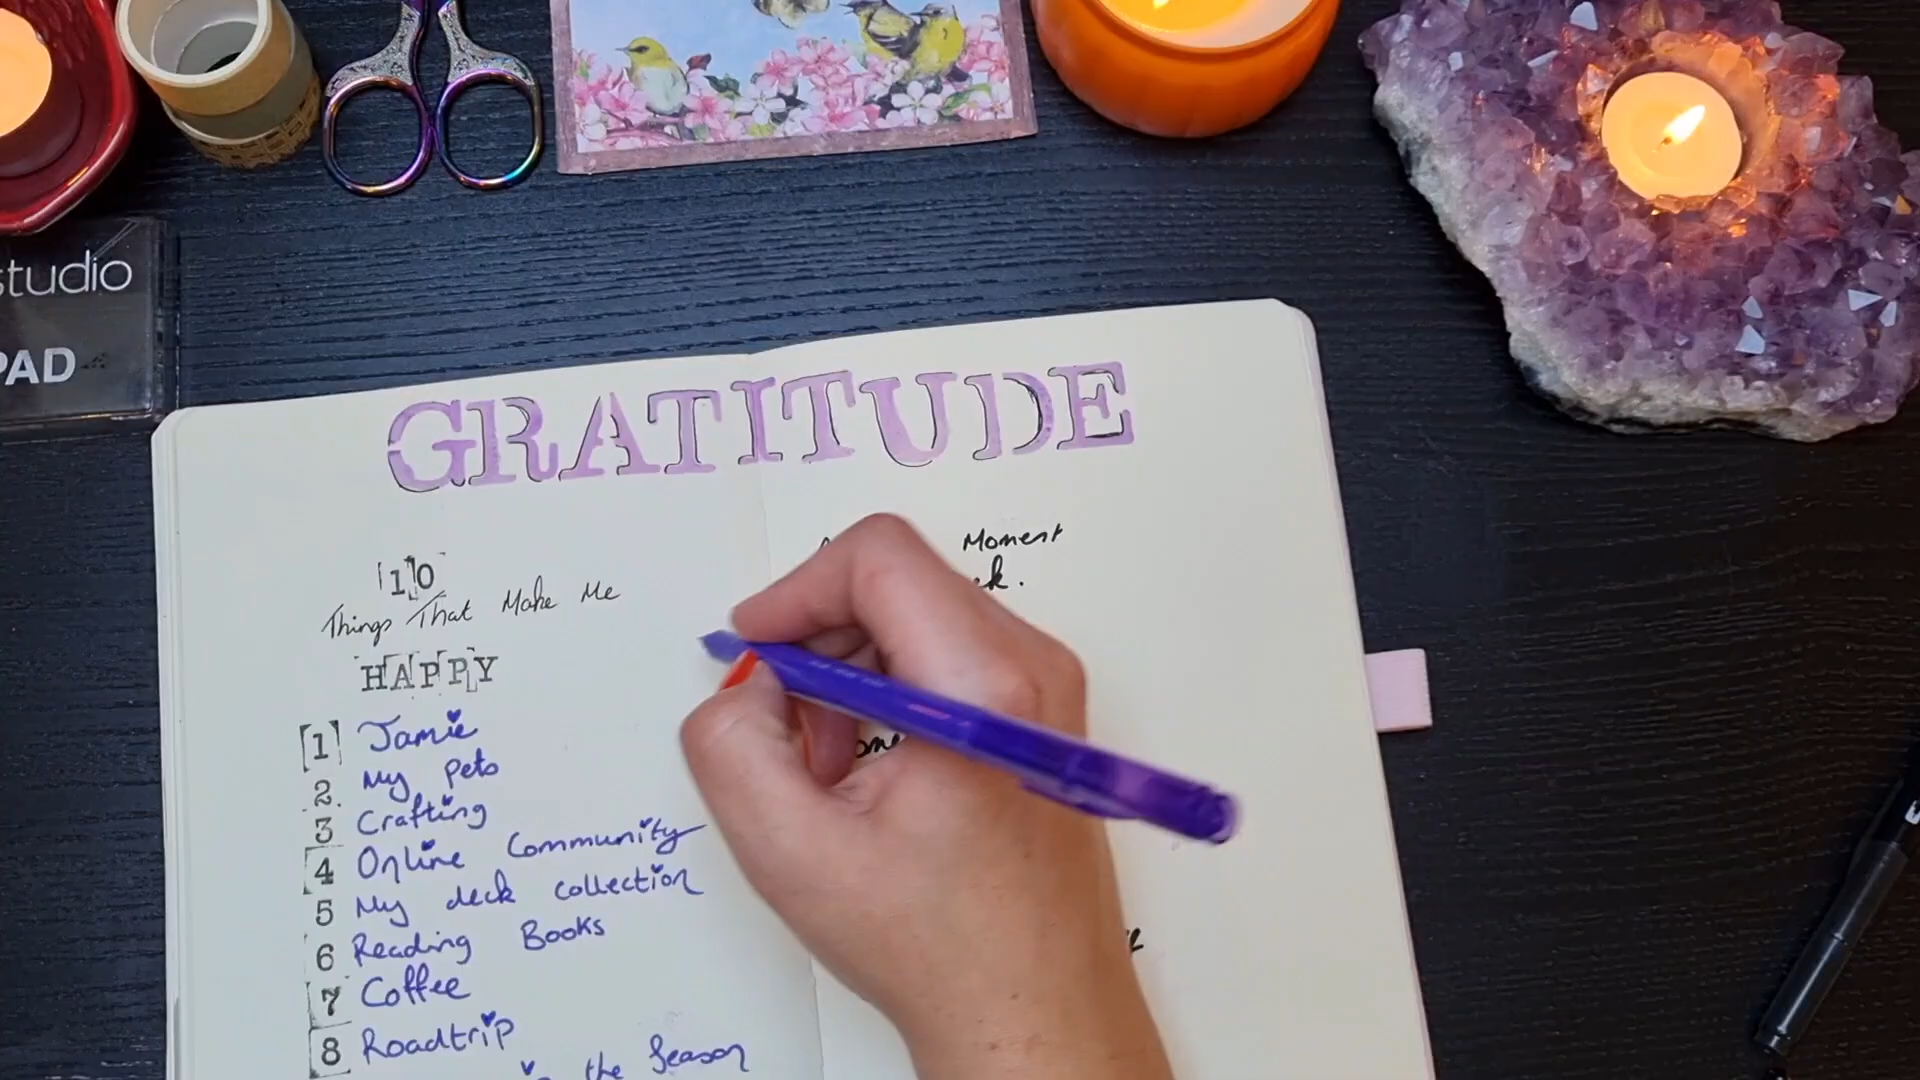 studio
PAD
GRATITUDE
10
Things That Make Me
HAPPY
1 Jamie
2. My pets
3 Crafting
4 Online Community
5 My deck collection
6 Reading Books
7 Coffee
8 Roadtrip
the Season
Moment